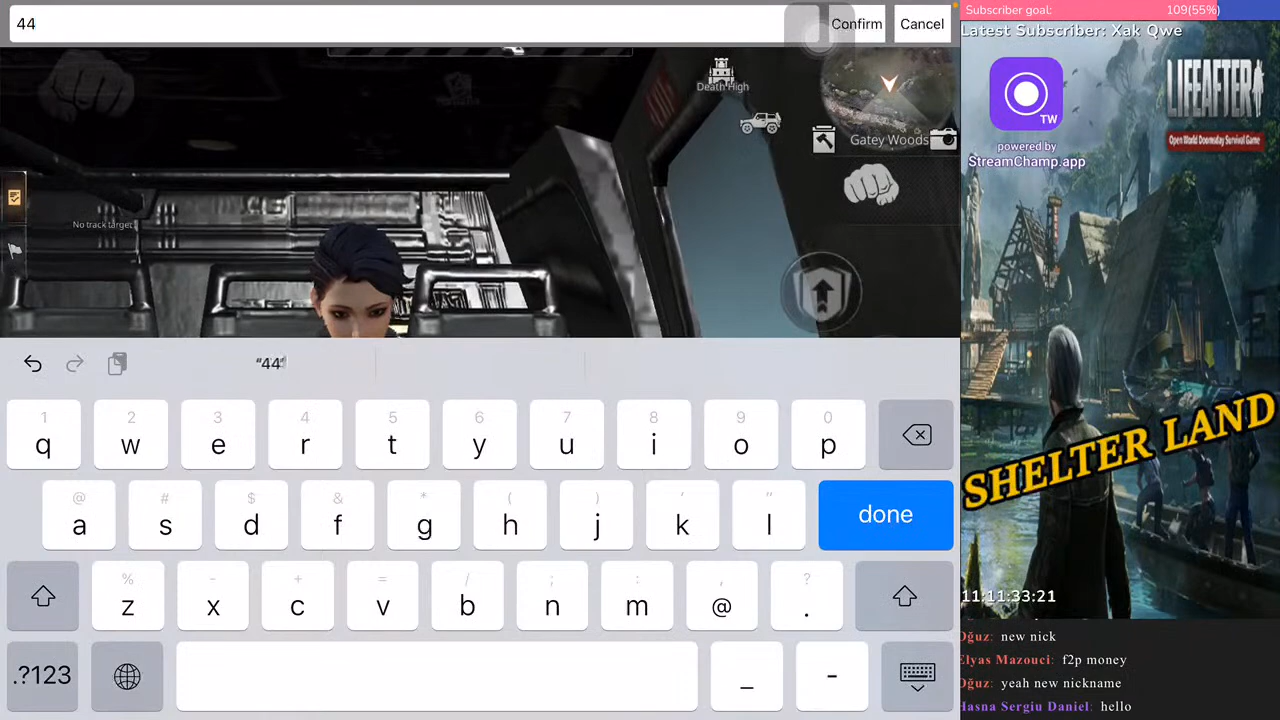 44
Confirm
Cancel
Death High
Gatey Woods
No track target
“44”
1 2 3 4 5 6 7 8 9 0
q w e r t y u i o p
@ # $ & * ( ) ' "
a s d f g h j k l
done
% - + = / ; : , ?
z x c v b n m @ .
.?123
_ -
Subscriber goal: 109(55%)
Latest Subscriber: Xak Qwe
TW
powered by
StreamChamp.app
LIFEAFTER
Open World Doomsday Survival Game
SHELTER LAND
11:11:33:21
Oğuz: new nick
Elyas Mazouci: f2p money
Oğuz: yeah new nickname
Hasna Sergiu Daniel: hello